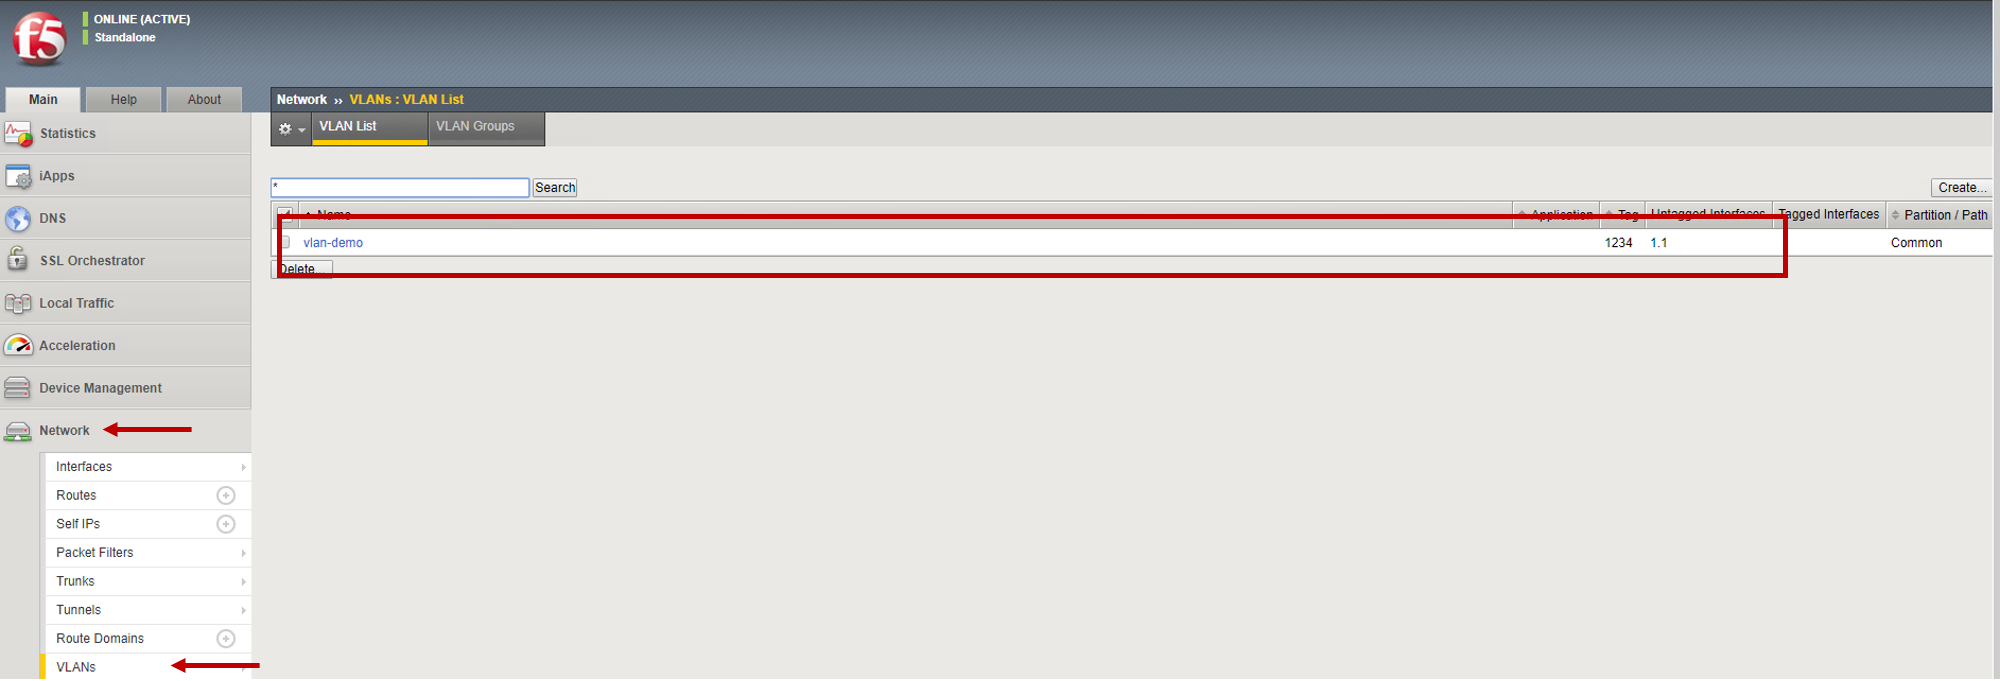 f5
ONLINE (ACTIVE)
Standalone
Main Help About
Network ›› VLANs : VLAN List
VLAN List VLAN Groups
Statistics
iApps
DNS
SSL Orchestrator
Local Traffic
Acceleration
Device Management
Network
Interfaces
Routes
Self IPs
Packet Filters
Trunks
Tunnels
Route Domains
VLANs
* Search Create...
Name Application Tag Untagged Interfaces Tagged Interfaces Partition / Path
vlan-demo 1234 1.1 Common
Delete...